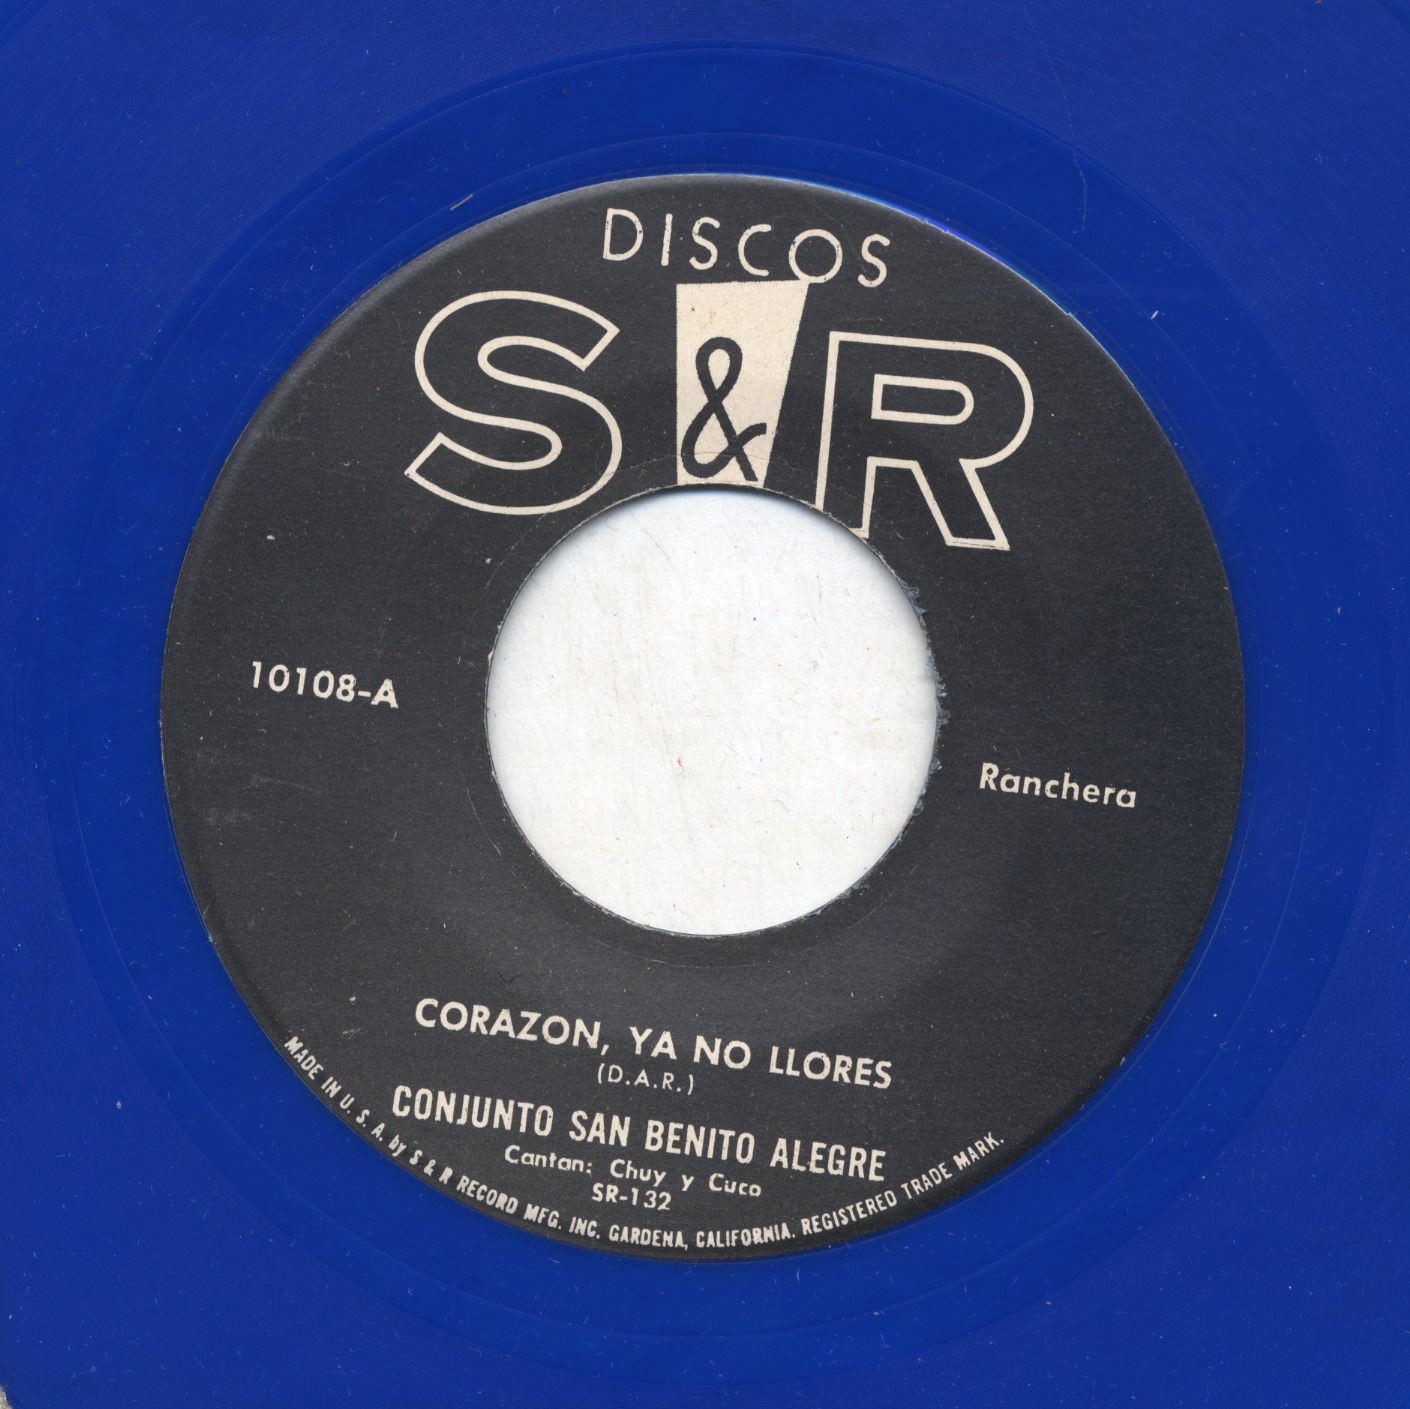 DISCOS
S & R
10108-A
Ranchera
CORAZON, YA NO LLORES
(D.A.R.)
CONJUNTO SAN BENITO ALEGRE
Cantan: Chuy y Cuco
SR-132
MADE IN U. S. A. by S & R RECORD MFG. INC. GARDENA, CALIFORNIA. REGISTERED TRADE MARK.